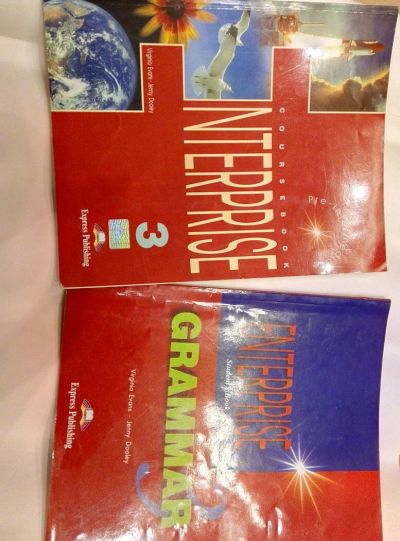 COURSEBOOK
ENTERPRISE
Pre
3
Virginia Evans - Jenny Dooley
Express Publishing
ENTERPRISE
Student's Book
GRAMMAR
Virginia Evans - Jenny Dooley
Express Publishing